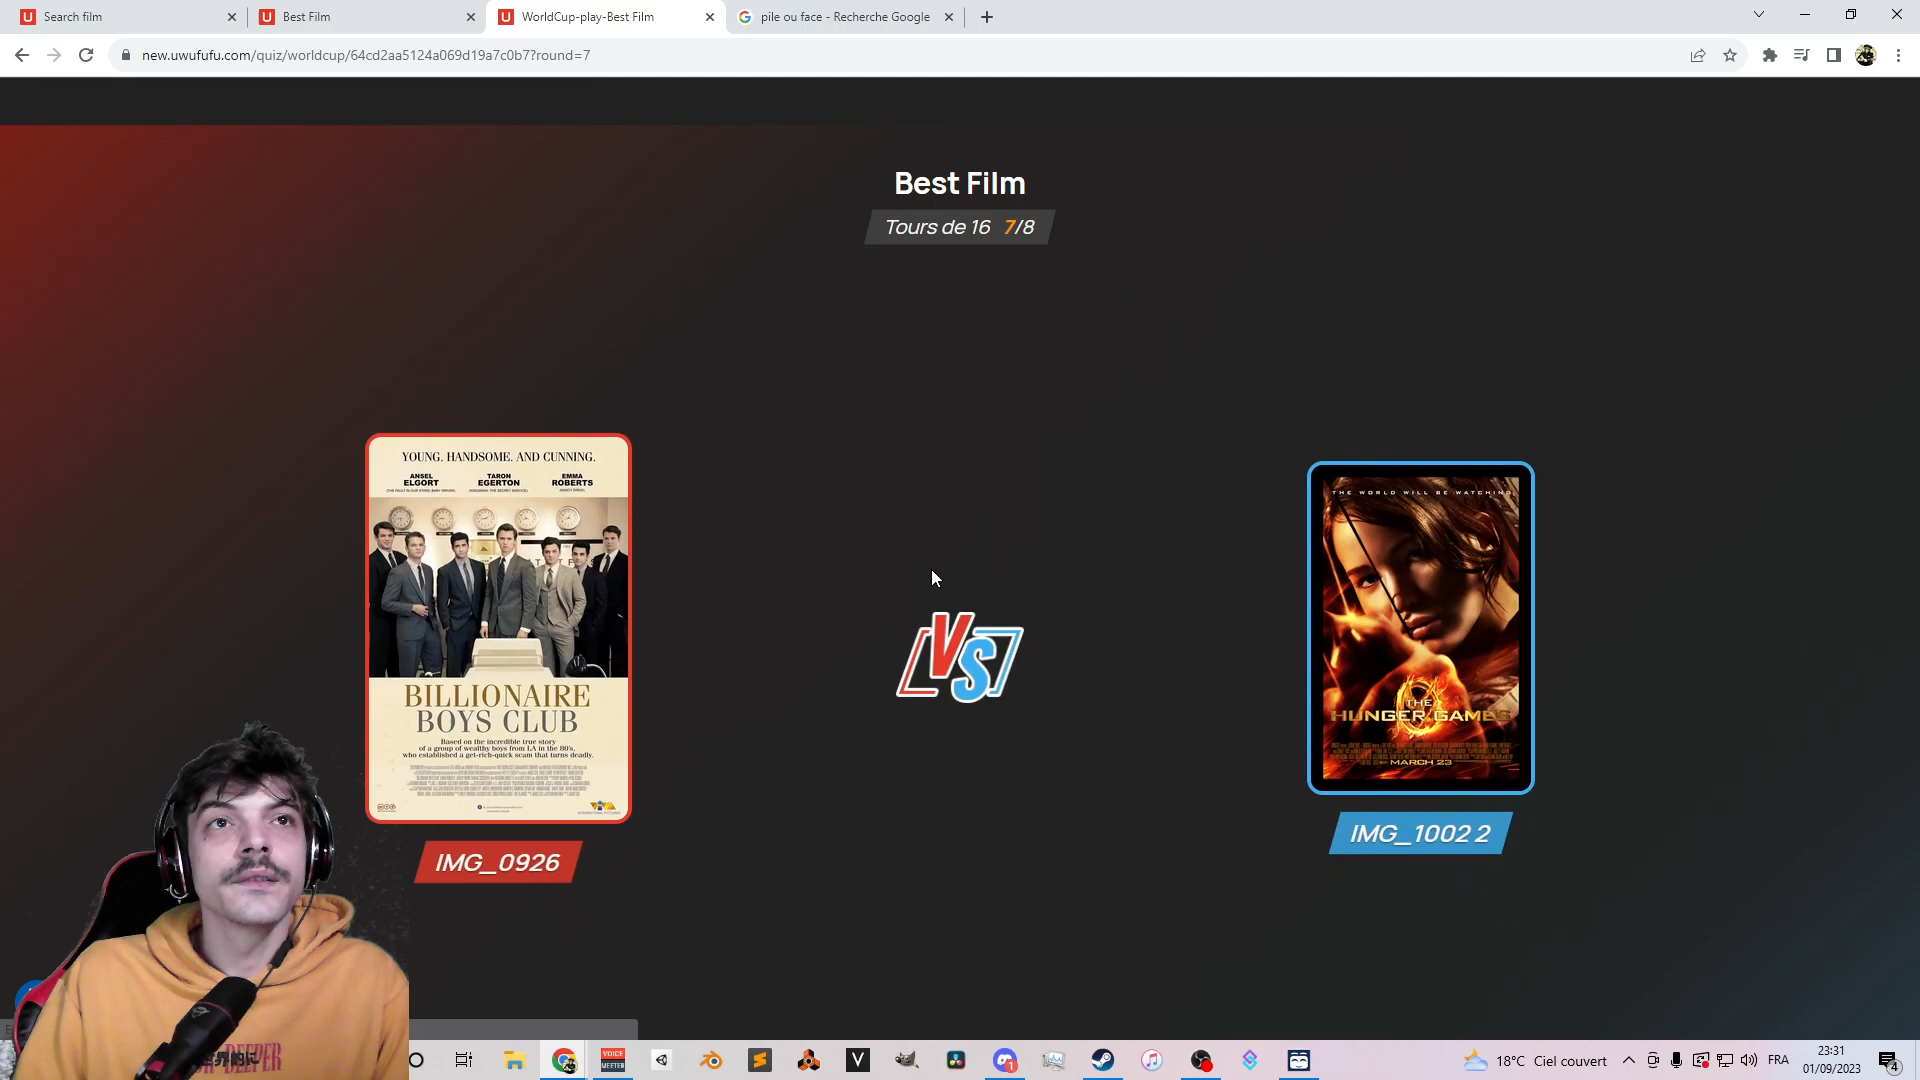 Search film
Best Film
WorldCup-play-Best Film
pile ou face - Recherche Google
new.uwufufu.com/quiz/worldcup/64cd2aa5124a069d19a7c0b7?round=7
Best Film
Tours de 16 7/8
YOUNG. HANDSOME. AND CUNNING.
ANSEL ELGORT
TARON EGERTON
EMMA ROBERTS
BILLIONAIRE
BOYS CLUB
Based on the incredible true story
of a group of wealthy boys from LA in the 80's,
who established a get-rich-quick scam that turns deadly.
IMG_0926
VS
THE WORLD WILL BE WATCHING
THE
HUNGER GAMES
MARCH 23
IMG_1002 2
DEEPER
VOICE
MEETER
18°C Ciel couvert
FRA
23:31
01/09/2023